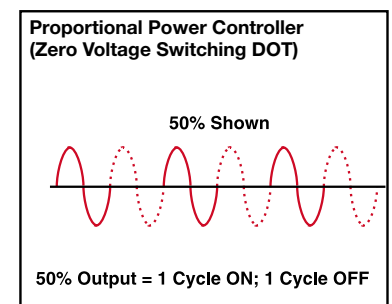 Proportional Power Controller
(Zero Voltage Switching DOT)
50% Shown
50% Output = 1 Cycle ON; 1 Cycle OFF